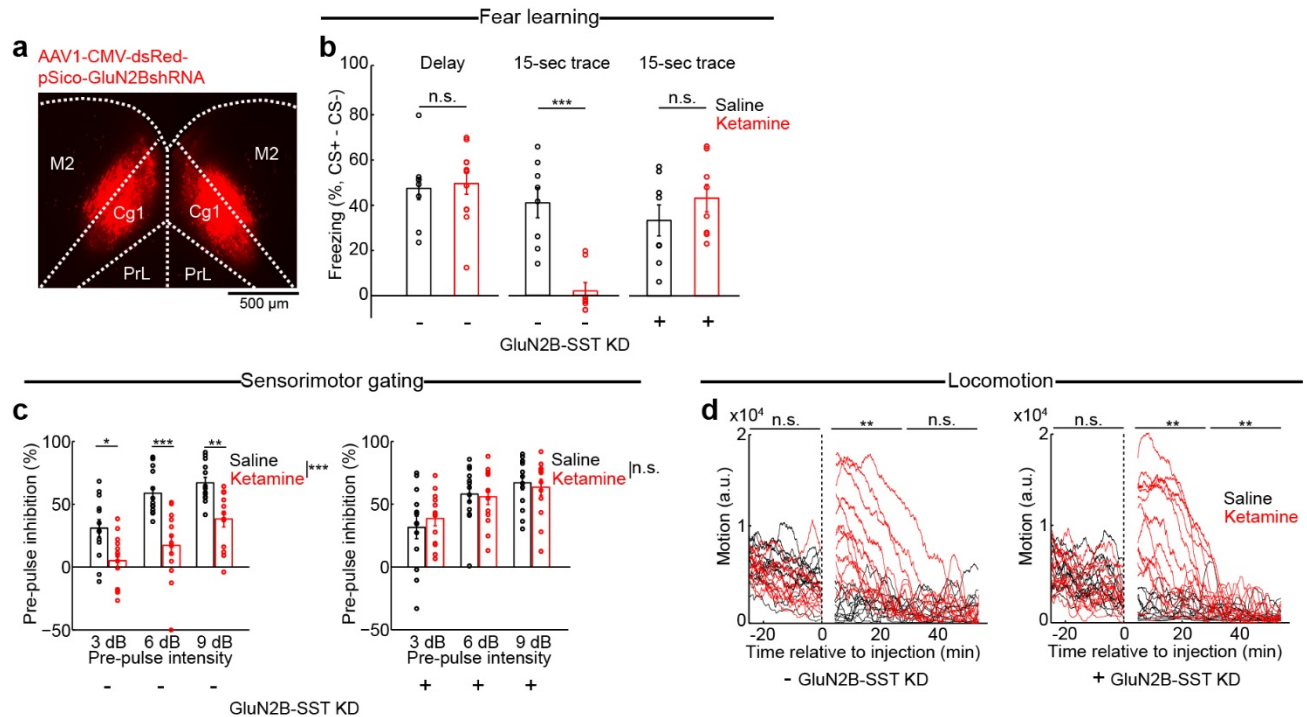 Fear learning
a
AAV1-CMV-dsRed-
pSico-GluN2BshRNA
M2
M2
Cg1
Cg1
PrL
PrL
500 µm
b
Delay
15-sec trace
15-sec trace
n.s.
***
n.s.
Saline
Ketamine
Freezing (%, CS+ - CS-)
100
80
60
40
20
0
- - - - + +
GluN2B-SST KD
Sensorimotor gating
c
Pre-pulse inhibition (%)
100
50
0
−50
*
***
**
Saline
Ketamine
***
3 dB 6 dB 9 dB
Pre-pulse intensity
- - -
Pre-pulse inhibition (%)
100
50
0
−50
Saline
Ketamine
n.s.
3 dB 6 dB 9 dB
Pre-pulse intensity
+ + +
GluN2B-SST KD
Locomotion
d
x10⁴
n.s.
**
n.s.
Motion (a.u.)
2
1
0
-20 0 20 40
Time relative to injection (min)
- GluN2B-SST KD
x10⁴
n.s.
**
**
Motion (a.u.)
2
1
0
Saline
Ketamine
-20 0 20 40
Time relative to injection (min)
+ GluN2B-SST KD